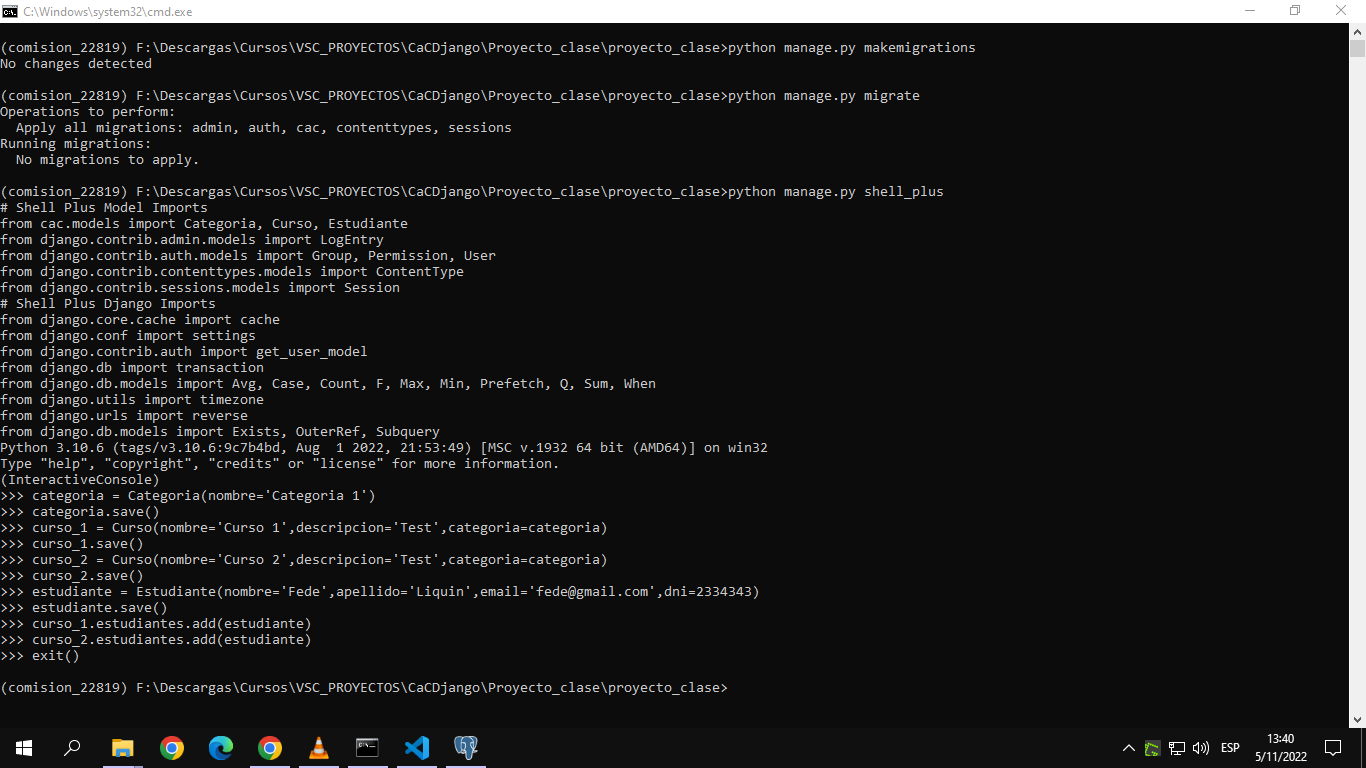 C:\Windows\system32\cmd.exe
(comision_22819) F:\Descargas\Cursos\VSC_PROYECTOS\CaCDjango\Proyecto_clase\proyecto_clase>python manage.py makemigrations
No changes detected
(comision_22819) F:\Descargas\Cursos\VSC_PROYECTOS\CaCDjango\Proyecto_clase\proyecto_clase>python manage.py migrate
Operations to perform:
  Apply all migrations: admin, auth, cac, contenttypes, sessions
Running migrations:
  No migrations to apply.
(comision_22819) F:\Descargas\Cursos\VSC_PROYECTOS\CaCDjango\Proyecto_clase\proyecto_clase>python manage.py shell_plus
# Shell Plus Model Imports
from cac.models import Categoria, Curso, Estudiante
from django.contrib.admin.models import LogEntry
from django.contrib.auth.models import Group, Permission, User
from django.contrib.contenttypes.models import ContentType
from django.contrib.sessions.models import Session
# Shell Plus Django Imports
from django.core.cache import cache
from django.conf import settings
from django.contrib.auth import get_user_model
from django.db import transaction
from django.db.models import Avg, Case, Count, F, Max, Min, Prefetch, Q, Sum, When
from django.utils import timezone
from django.urls import reverse
from django.db.models import Exists, OuterRef, Subquery
Python 3.10.6 (tags/v3.10.6:9c7b4bd, Aug  1 2022, 21:53:49) [MSC v.1932 64 bit (AMD64)] on win32
Type "help", "copyright", "credits" or "license" for more information.
(InteractiveConsole)
>>> categoria = Categoria(nombre='Categoria 1')
>>> categoria.save()
>>> curso_1 = Curso(nombre='Curso 1',descripcion='Test',categoria=categoria)
>>> curso_1.save()
>>> curso_2 = Curso(nombre='Curso 2',descripcion='Test',categoria=categoria)
>>> curso_2.save()
>>> estudiante = Estudiante(nombre='Fede',apellido='Liquin',email='fede@gmail.com',dni=2334343)
>>> estudiante.save()
>>> curso_1.estudiantes.add(estudiante)
>>> curso_2.estudiantes.add(estudiante)
>>> exit()
(comision_22819) F:\Descargas\Cursos\VSC_PROYECTOS\CaCDjango\Proyecto_clase\proyecto_clase>
ESP
13:40
5/11/2022